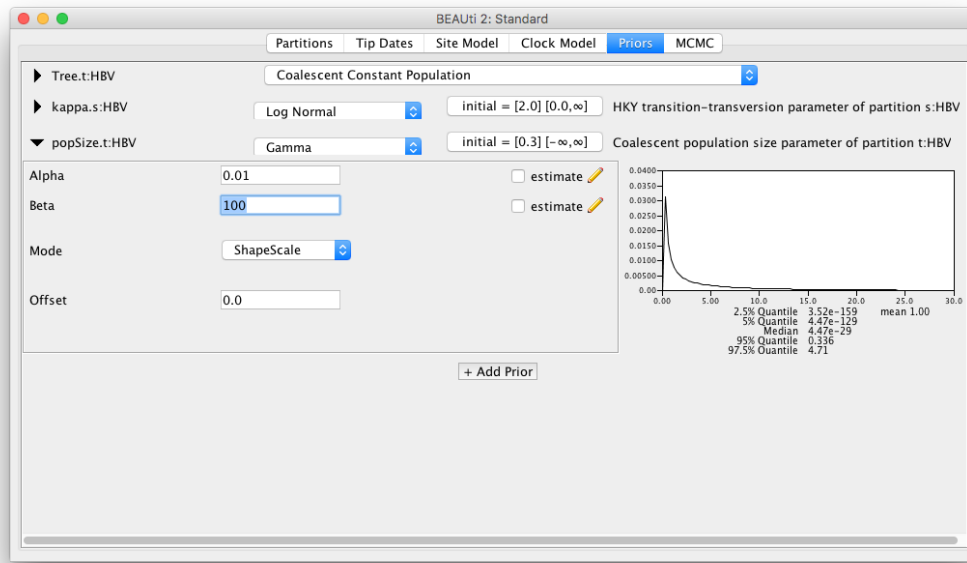 BEAUti 2: Standard
Partitions Tip Dates Site Model Clock Model Priors MCMC
Tree.t:HBV Coalescent Constant Population
kappa.s:HBV Log Normal initial = [2.0] [0.0,∞] HKY transition-transversion parameter of partition s:HBV
popSize.t:HBV Gamma initial = [0.3] [-∞,∞] Coalescent population size parameter of partition t:HBV
Alpha 0.01 estimate
Beta 100 estimate
Mode ShapeScale
Offset 0.0
0.0400
0.0350
0.0300
0.0250
0.0200
0.0150
0.0100
0.00500
0.00
0.00 5.00 10.0 15.0 20.0 25.0 30.0
2.5% Quantile 3.52e-159 mean 1.00
5% Quantile 4.47e-129
Median 4.47e-29
95% Quantile 0.336
97.5% Quantile 4.71
+ Add Prior